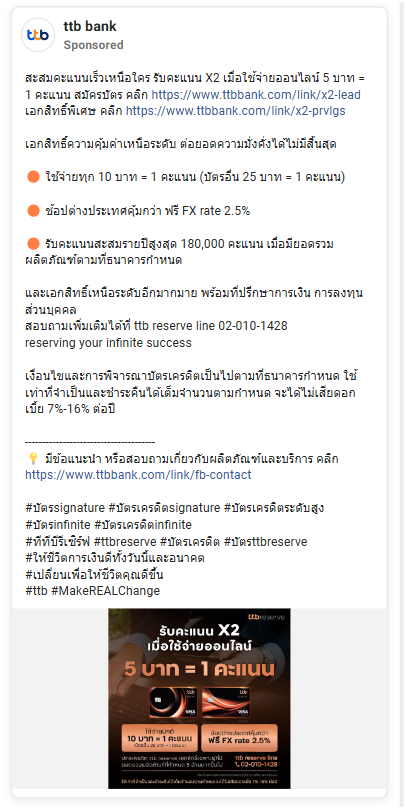 ttb bank
Sponsored
สะสมคะแนนเร็วเหนือใคร รับคะแนน X2 เมื่อใช้จ่ายออนไลน์ 5 บาท =
1 คะแนน สมัครบัตร คลิก https://www.ttbbank.com/link/x2-lead
เอกสิทธิ์พิเศษ คลิก https://www.ttbbank.com/link/x2-prvlgs
เอกสิทธิ์ความคุ้มค่าเหนือระดับ ต่อยอดความมั่งคั่งได้ไม่มีสิ้นสุด
🟠 ใช้จ่ายทุก 10 บาท = 1 คะแนน (บัตรอื่น 25 บาท = 1 คะแนน)
🟠 ช้อปต่างประเทศคุ้มกว่า ฟรี FX rate 2.5%
🟠 รับคะแนนสะสมรายปีสูงสุด 180,000 คะแนน เมื่อมียอดรวม
ผลิตภัณฑ์ตามที่ธนาคารกำหนด
และเอกสิทธิ์เหนือระดับอีกมากมาย พร้อมที่ปรึกษาการเงิน การลงทุน
ส่วนบุคคล
สอบถามเพิ่มเติมได้ที่ ttb reserve line 02-010-1428
reserving your infinite success
เงื่อนไขและการพิจารณาบัตรเครดิตเป็นไปตามที่ธนาคารกำหนด ใช้
เท่าที่จำเป็นและชำระคืนได้เต็มจำนวนตามกำหนด จะได้ไม่เสียดอก
เบี้ย 7%-16% ต่อปี
--------------------------------------
💡 มีข้อแนะนำ หรือสอบถามเกี่ยวกับผลิตภัณฑ์และบริการ คลิก
https://www.ttbbank.com/link/fb-contact
#บัตรsignature #บัตรเครดิตsignature #บัตรเครดิตระดับสูง
#บัตรinfinite #บัตรเครดิตinfinite
#ทีทีบีรีเซิร์ฟ #ttbreserve #บัตรเครดิต #บัตรttbreserve
#ให้ชีวิตการเงินดีทั้งวันนี้และอนาคต
#เปลี่ยนเพื่อให้ชีวิตคุณดีขึ้น
#ttb #MakeREALChange
ttb reserve
รับคะแนน X2
เมื่อใช้จ่ายออนไลน์
5 บาท = 1 คะแนน
VISA VISA
ใช้จ่ายปกติ
10 บาท = 1 คะแนน
(บัตรอื่น 25 บาท = 1 คะแนน)
ช้อปต่างประเทศคุ้มกว่า
ฟรี FX rate 2.5%
ttb reserve line
02-010-1428